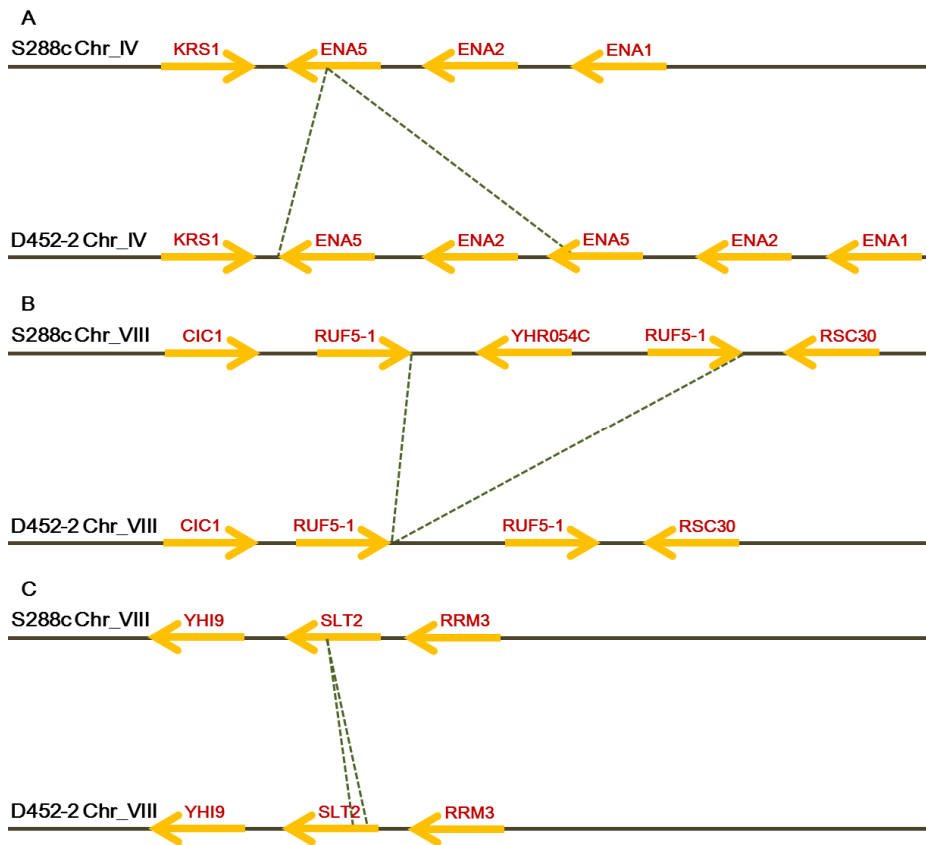 A
S288c Chr_IV
KRS1 ENA5 ENA2 ENA1
D452-2 Chr_IV
KRS1 ENA5 ENA2 ENA5 ENA2 ENA1
B
S288c Chr_VIII
CIC1 RUF5-1 YHR054C RUF5-1 RSC30
D452-2 Chr_VIII
CIC1 RUF5-1 RUF5-1 RSC30
C
S288c Chr_VIII
YHI9 SLT2 RRM3
D452-2 Chr_VIII
YHI9 SLT2 RRM3